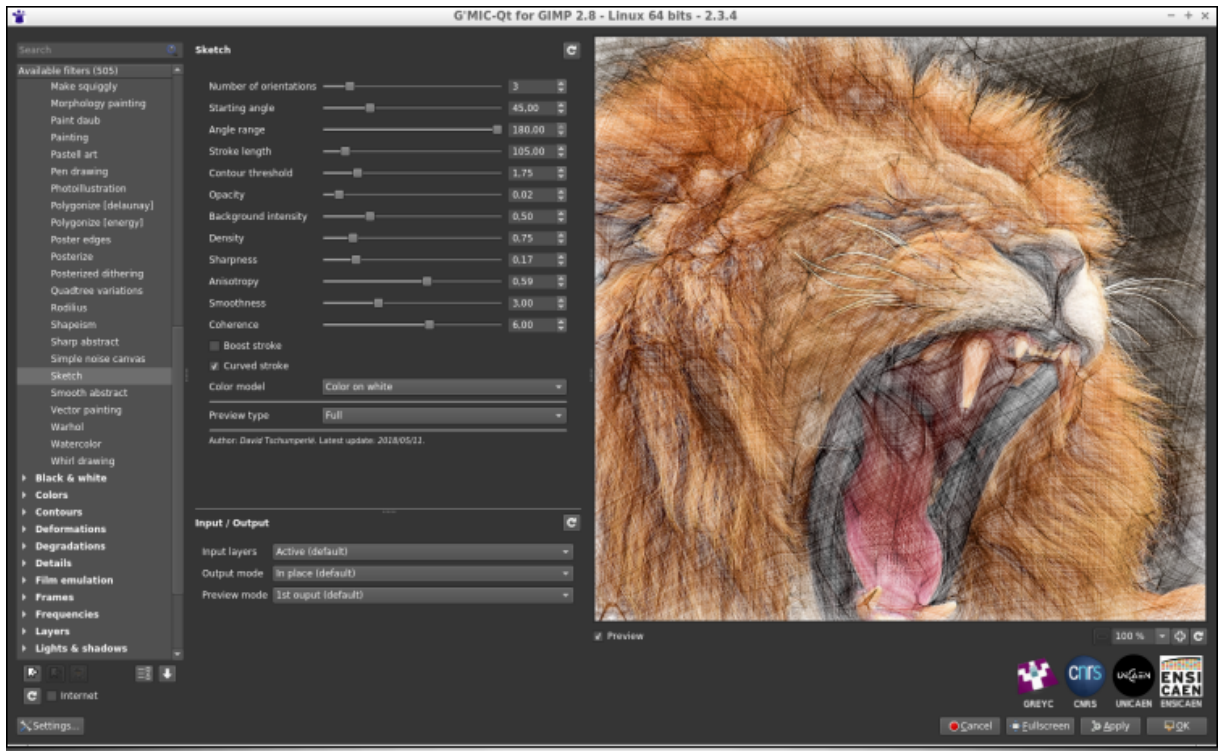 G'MIC-Qt for GIMP 2.8 - Linux 64 bits - 2.3.4
Search
Available filters (505)
Make squiggly
Morphology painting
Paint daub
Painting
Pastell art
Pen drawing
Photoillustration
Polygonize [delaunay]
Polygonize [energy]
Poster edges
Posterize
Posterized dithering
Quadtree variations
Rodilius
Shapeism
Sharp abstract
Simple noise canvas
Sketch
Smooth abstract
Vector painting
Warhol
Watercolor
Whirl drawing
Black & white
Colors
Contours
Deformations
Degradations
Details
Film emulation
Frames
Frequencies
Layers
Lights & shadows
Internet
Settings...
Sketch
Number of orientations 3
Starting angle 45,00
Angle range 180,00
Stroke length 105,00
Contour threshold 1,75
Opacity 0,02
Background intensity 0,50
Density 0,75
Sharpness 0,17
Anisotropy 0,59
Smoothness 3,00
Coherence 6,00
Boost stroke
Curved stroke
Color model Color on white
Preview type Full
Author: David Tschumperlé. Latest update: 2018/05/11.
Input / Output
Input layers Active (default)
Output mode In place (default)
Preview mode 1st ouput (default)
Preview
100 %
GREYC
cnrs
CNRS
UNICAEN
UNICAEN
ENSI
CAEN
ENSICAEN
Cancel
Fullscreen
Apply
OK